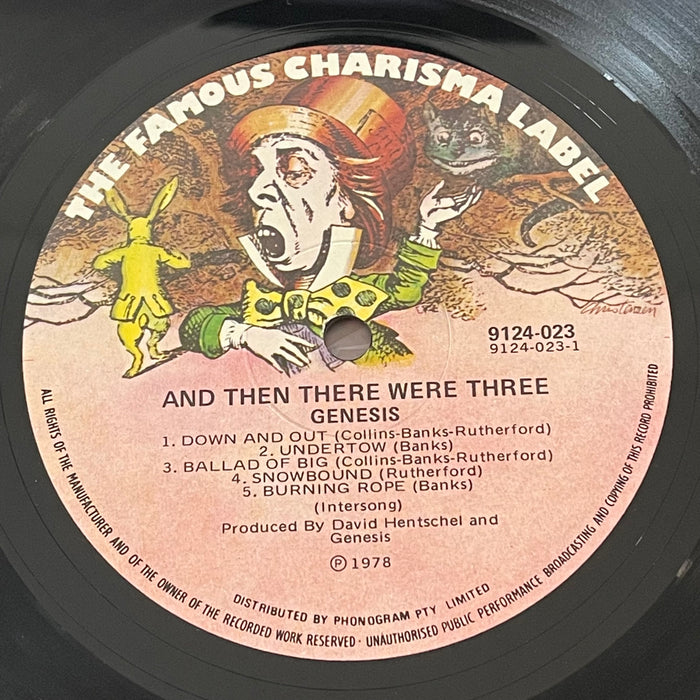 THE FAMOUS CHARISMA LABEL
9124-023
9124-023-1
AND THEN THERE WERE THREE
GENESIS
1. DOWN AND OUT (Collins-Banks-Rutherford)
2. UNDERTOW (Banks)
3. BALLAD OF BIG (Collins-Banks-Rutherford)
4. SNOWBOUND (Rutherford)
5. BURNING ROPE (Banks)
(Intersong)
Produced By David Hentschel and
Genesis
Ⓟ 1978
DISTRIBUTED BY PHONOGRAM PTY LIMITED
ALL RIGHTS OF THE MANUFACTURER AND OF THE OWNER OF THE RECORDED WORK RESERVED · UNAUTHORISED PUBLIC PERFORMANCE BROADCASTING AND COPYING OF THIS RECORD PROHIBITED